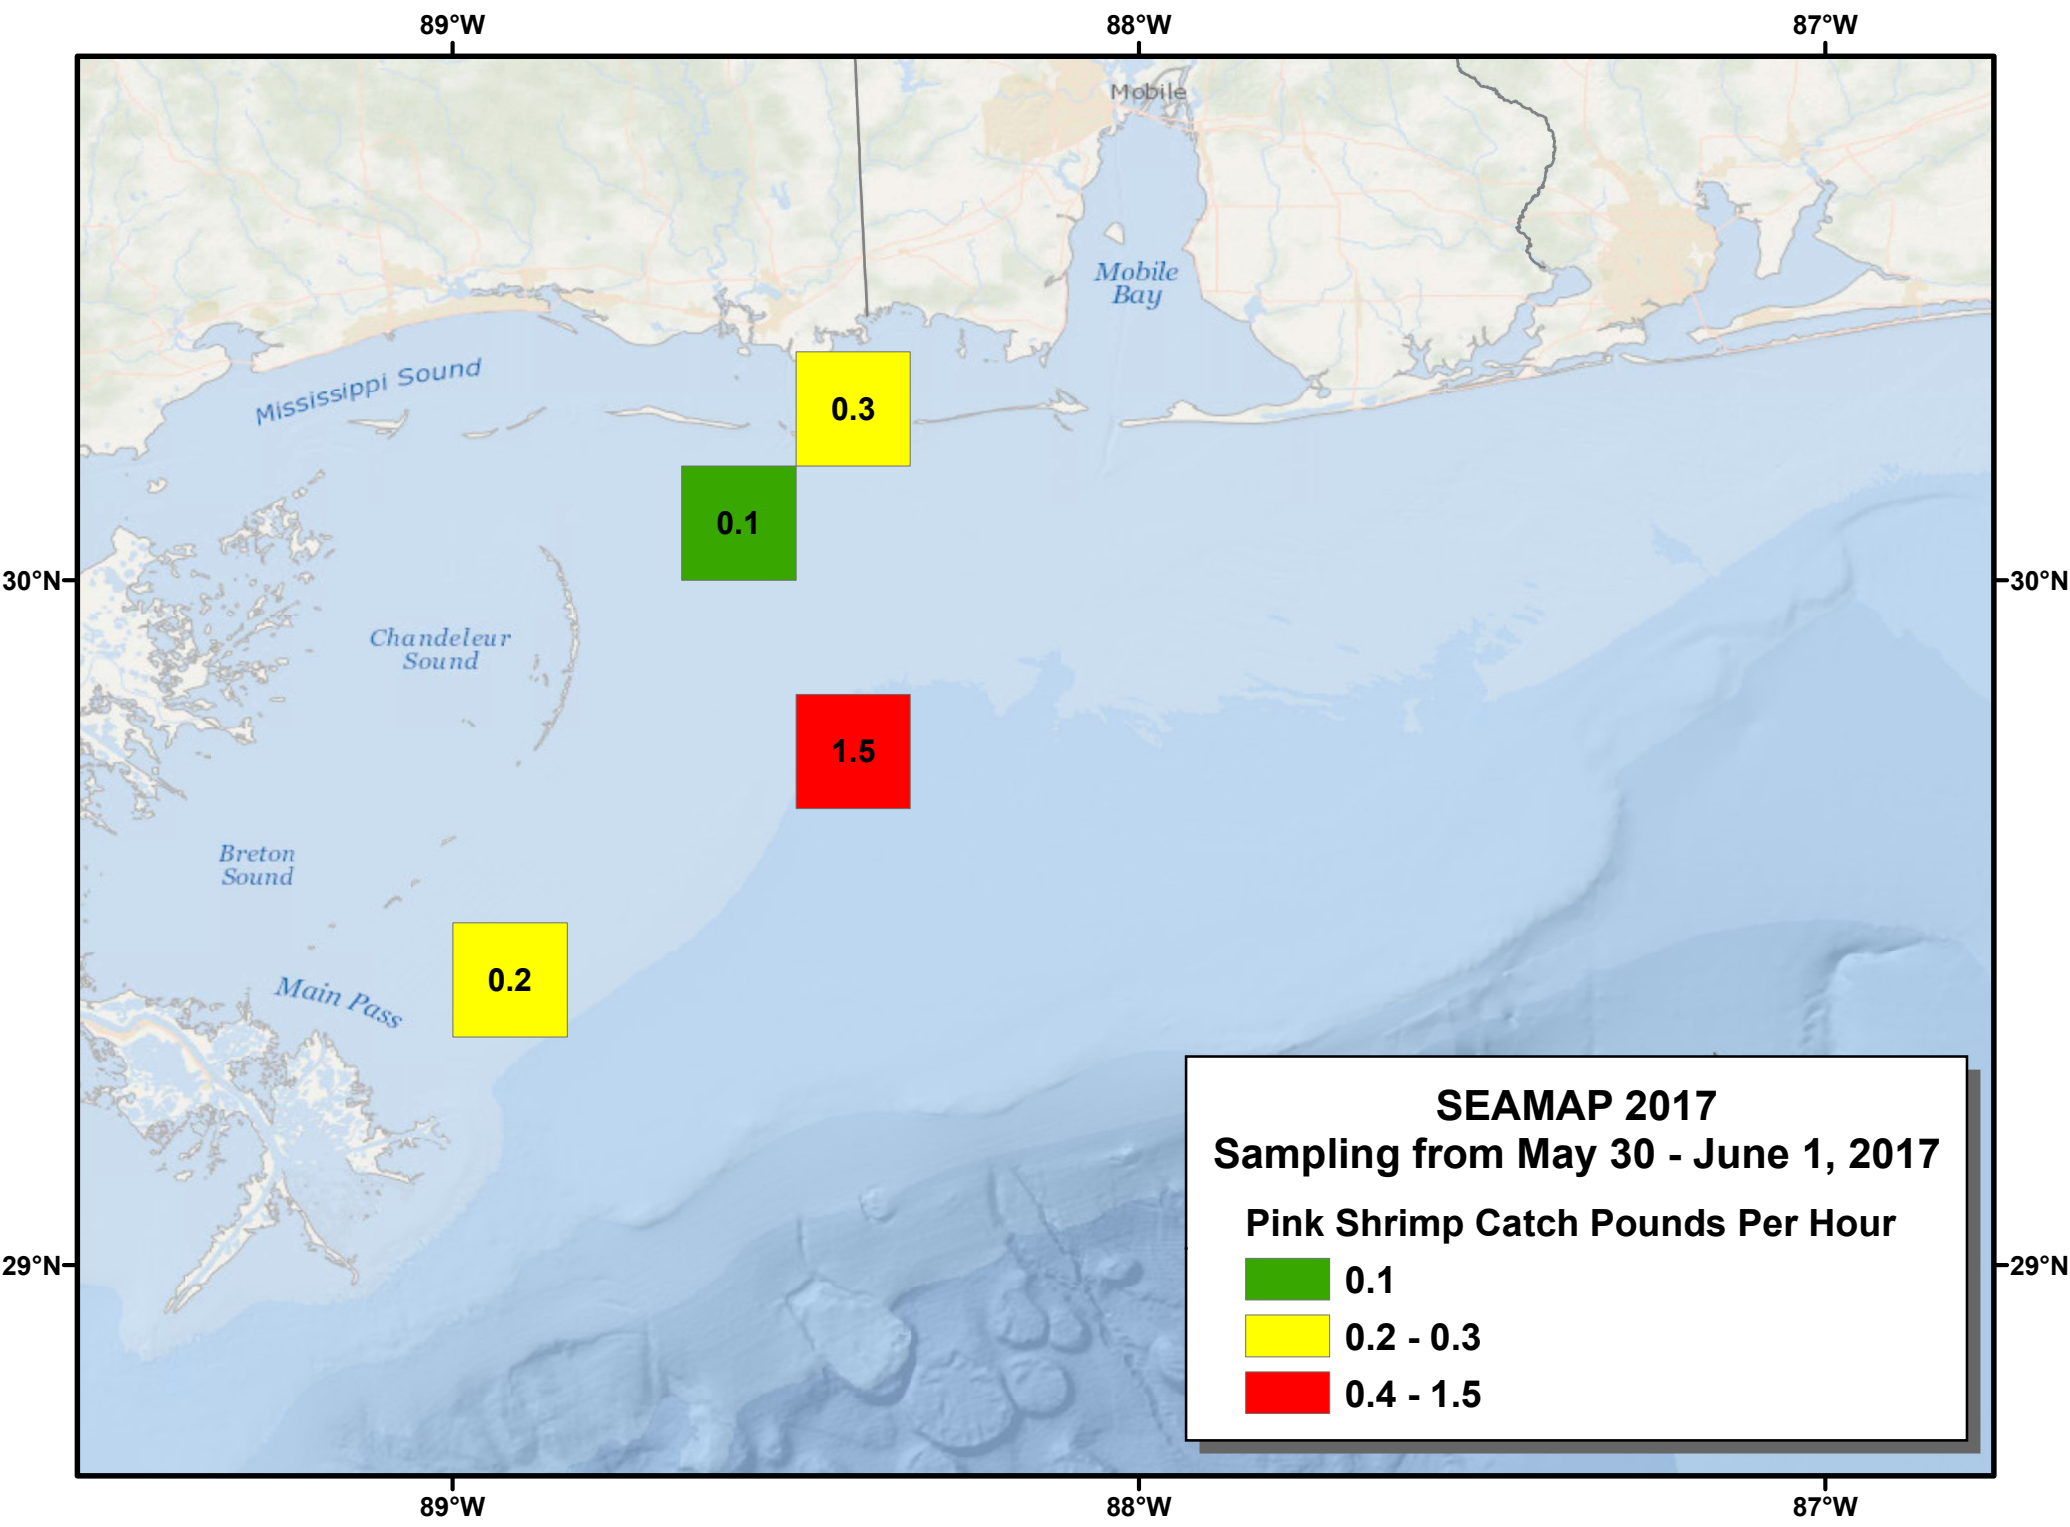 89°W
88°W
87°W
Mobile
Mobile
Bay
Mississippi Sound
0.3
0.1
30°N
30°N
Chandeleur
Sound
1.5
Breton
Sound
0.2
Main Pass
SEAMAP 2017
Sampling from May 30 - June 1, 2017
Pink Shrimp Catch Pounds Per Hour
0.1
0.2 - 0.3
0.4 - 1.5
29°N
29°N
89°W
88°W
87°W